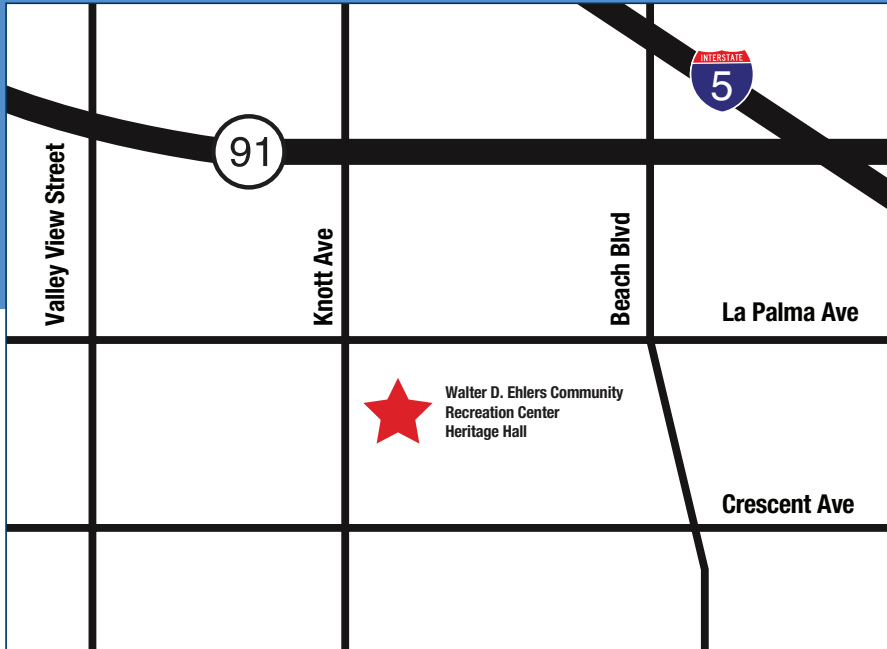 INTERSTATE
5
91
Valley View Street
Knott Ave
Beach Blvd
La Palma Ave
Walter D. Ehlers Community
Recreation Center
Heritage Hall
Crescent Ave